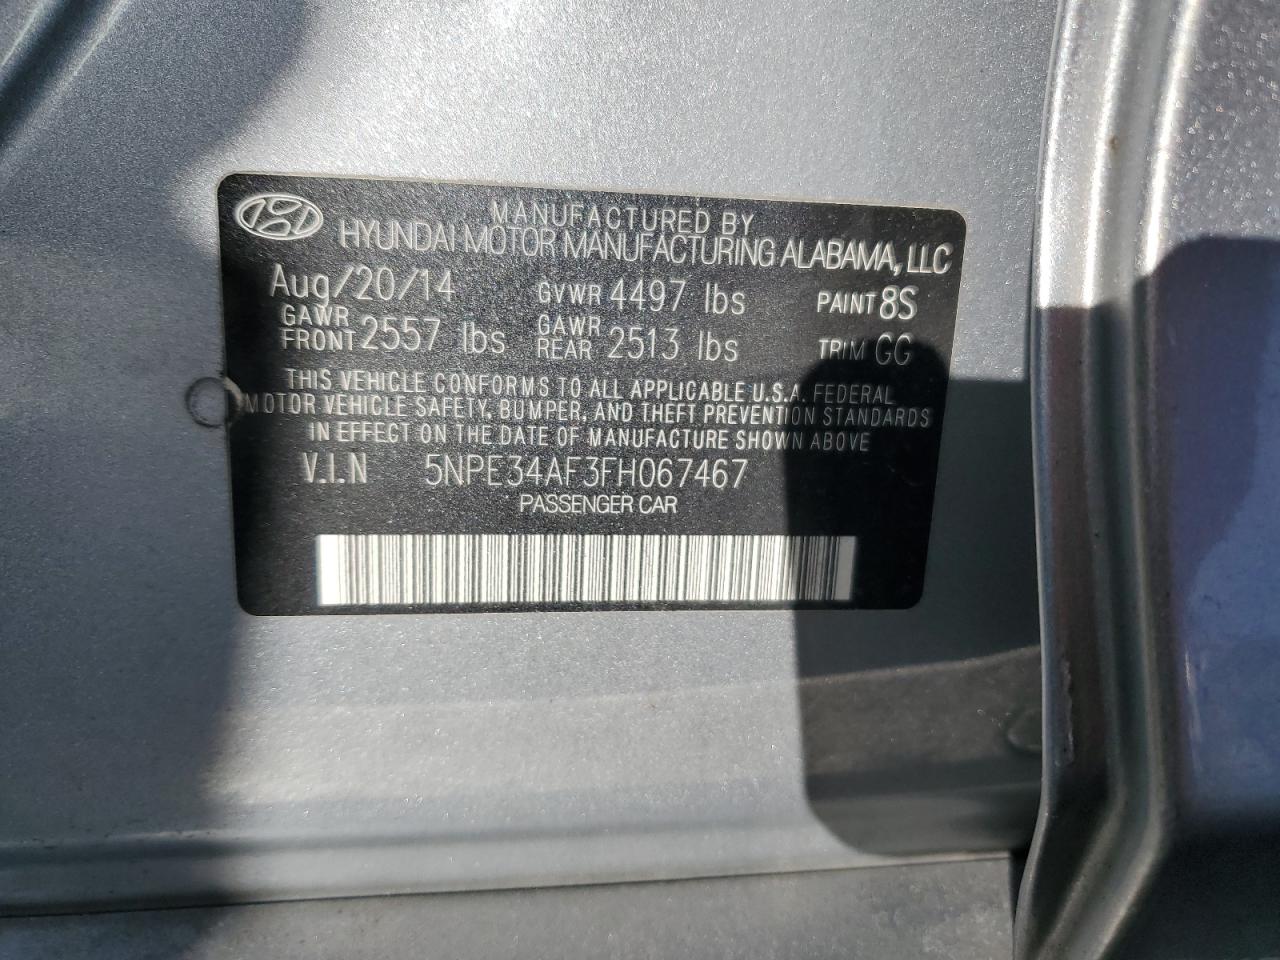 MANUFACTURED BY
HYUNDAI MOTOR MANUFACTURING ALABAMA, LLC
Aug/20/14 GVWR 4497 lbs PAINT 8S
GAWR FRONT 2557 lbs GAWR REAR 2513 lbs TRIM GG
THIS VEHICLE CONFORMS TO ALL APPLICABLE U.S.A. FEDERAL
MOTOR VEHICLE SAFETY, BUMPER, AND THEFT PREVENTION STANDARDS
IN EFFECT ON THE DATE OF MANUFACTURE SHOWN ABOVE
V.I.N 5NPE34AF3FH067467
PASSENGER CAR